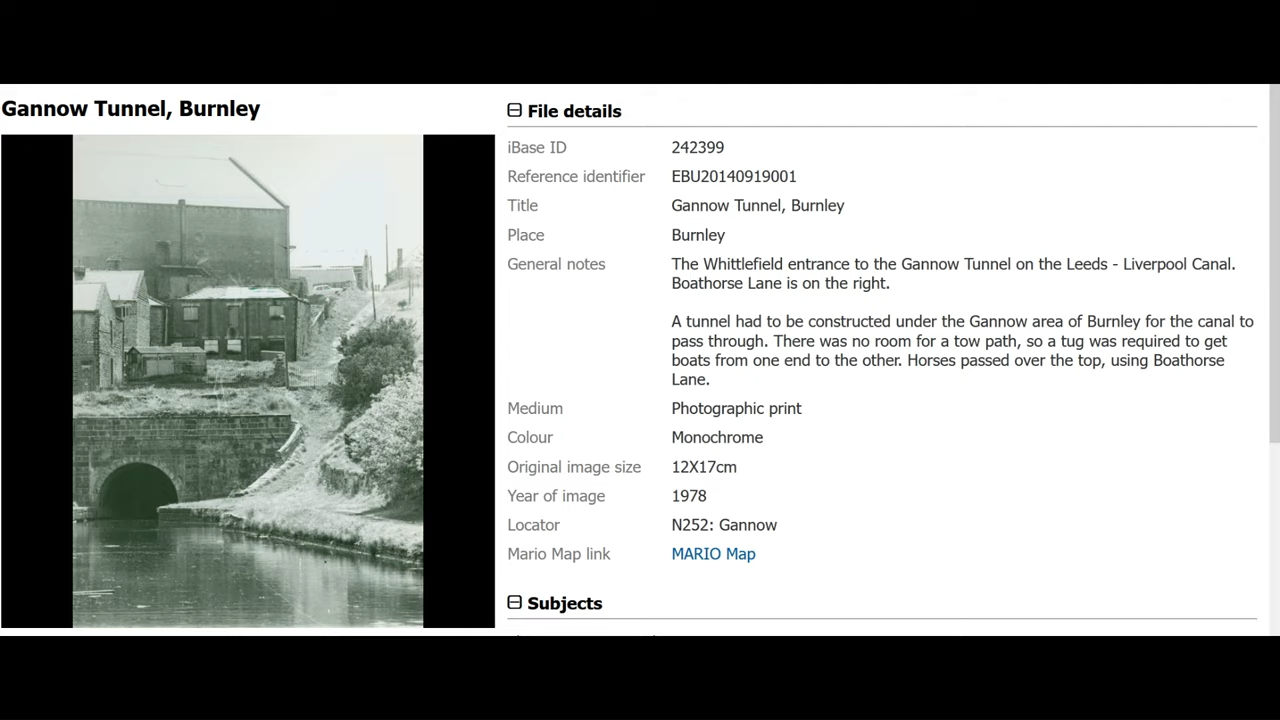 Gannow Tunnel, Burnley
File details
iBase ID 242399
Reference identifier EBU20140919001
Title Gannow Tunnel, Burnley
Place Burnley
General notes The Whittlefield entrance to the Gannow Tunnel on the Leeds - Liverpool Canal.
Boathorse Lane is on the right.
A tunnel had to be constructed under the Gannow area of Burnley for the canal to
pass through. There was no room for a tow path, so a tug was required to get
boats from one end to the other. Horses passed over the top, using Boathorse
Lane.
Medium Photographic print
Colour Monochrome
Original image size 12X17cm
Year of image 1978
Locator N252: Gannow
Mario Map link MARIO Map
Subjects